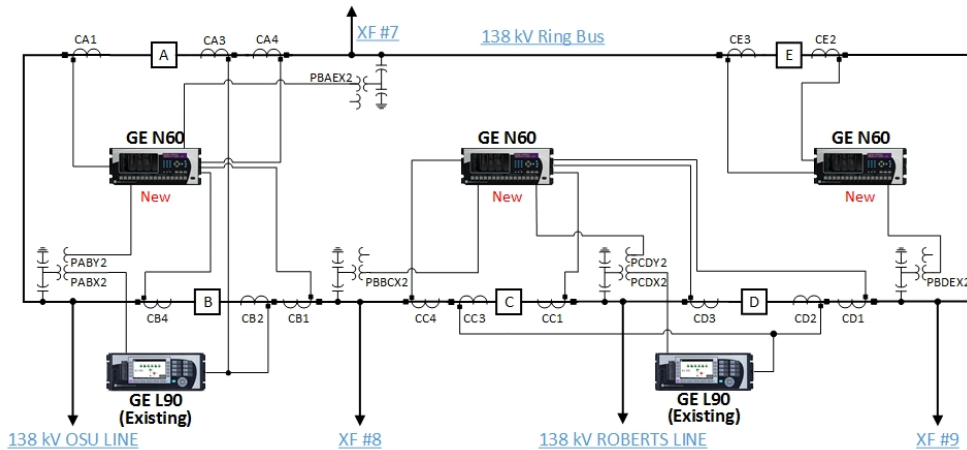 XF #7
138 kV Ring Bus
CA1
A
CA3
CA4
CE3
E
CE2
PBAEX2
GE N60
New
GE N60
New
GE N60
New
PABY2
PABX2
PBBCX2
PCDY2
PCDX2
PBDEX2
CB4
B
CB2
CB1
CC4
CC3
C
CC1
CD3
D
CD2
CD1
GE L90
(Existing)
GE L90
(Existing)
138 kV OSU LINE
XF #8
138 kV ROBERTS LINE
XF #9